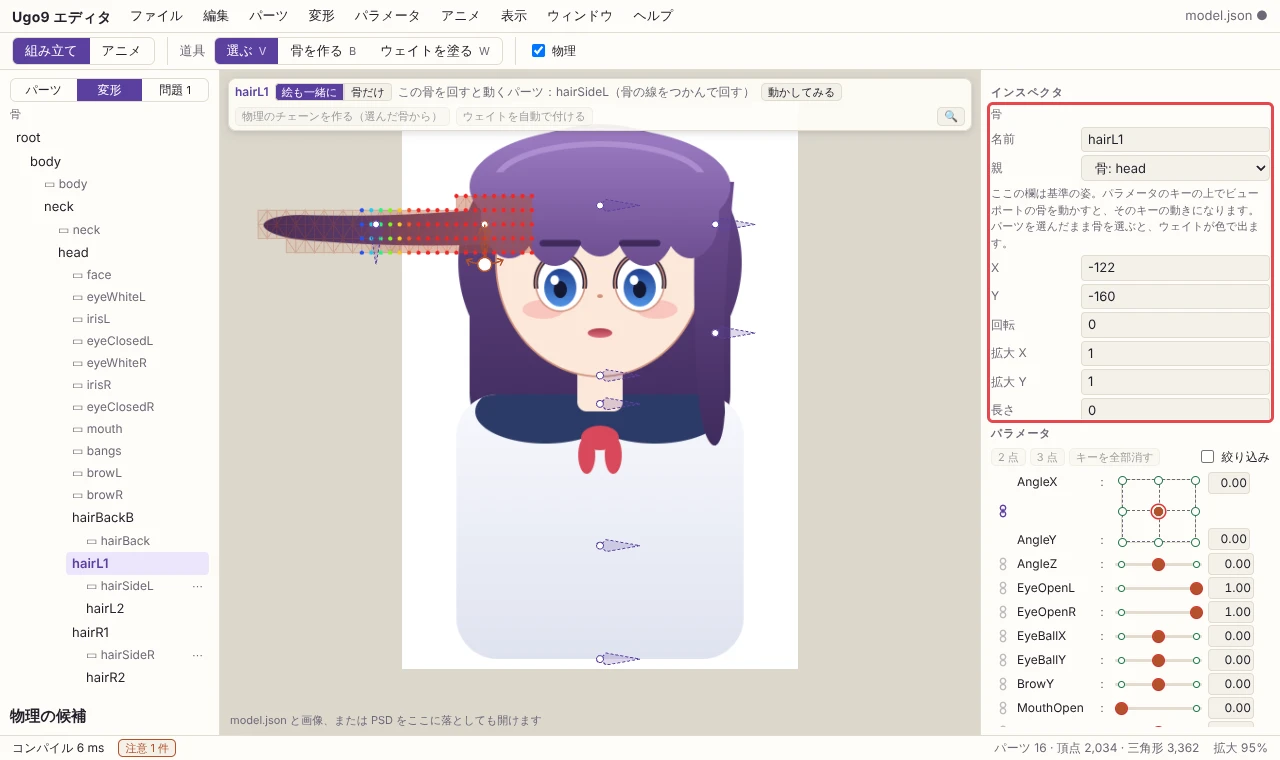 Ugo9 エディタ ファイル 編集 パーツ 変形 パラメータ アニメ 表示 ウィンドウ ヘルプ model.json
組み立て アニメ 道具 選ぶ V 骨を作る B ウェイトを塗る W 物理
パーツ 変形 問題 1
骨
root
body
body
neck
neck
head
face
eyeWhiteL
irisL
eyeClosedL
eyeWhiteR
irisR
eyeClosedR
mouth
bangs
browL
browR
hairBackB
hairBack
hairL1
hairSideL ...
hairL2
hairR1
hairSideR ...
hairR2
物理の候補
hairL1 絵も一緒に 骨だけ この骨を回すと動くパーツ：hairSideL（骨の線をつかんで回す） 動かしてみる
物理のチェーンを作る（選んだ骨から） ウェイトを自動で付ける
model.json と画像、または PSD をここに落としても開けます
インスペクタ
骨
名前 hairL1
親 骨: head
ここの欄は基準の姿。パラメータのキーの上でビュー
ポートの骨を動かすと、そのキーの動きになります。
パーツを選んだまま骨を選ぶと、ウェイトが色で出ま
す。
X -122
Y -160
回転 0
拡大 X 1
拡大 Y 1
長さ 0
パラメータ
2 点 3 点 キーを全部消す 絞り込み
AngleX : 0.00
AngleY : 0.00
AngleZ : 0.00
EyeOpenL : 1.00
EyeOpenR : 1.00
EyeBallX : 0.00
EyeBallY : 0.00
BrowY : 0.00
MouthOpen : 0.00
コンパイル 6 ms 注意 1 件 パーツ 16 · 頂点 2,034 · 三角形 3,362 拡大 95%